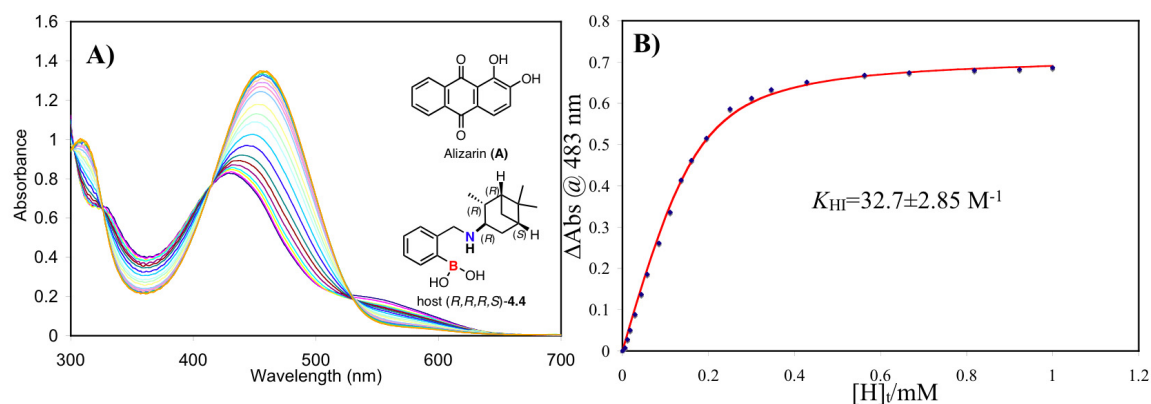 A)
1.6
1.4
1.2
1
0.8
0.6
0.4
0.2
0
Absorbance
300
400
500
600
700
Wavelength (nm)
O
OH
OH
O
Alizarin (A)
H
(R)
(R)
(R)
(S)
H
N
H
B
HO
OH
host (R,R,R,S)-4.4
B)
0.8
0.7
0.6
0.5
0.4
0.3
0.2
0.1
0
ΔAbs @ 483 nm
KHI=32.7±2.85 M-1
0
0.2
0.4
0.6
0.8
1
1.2
[H]t/mM